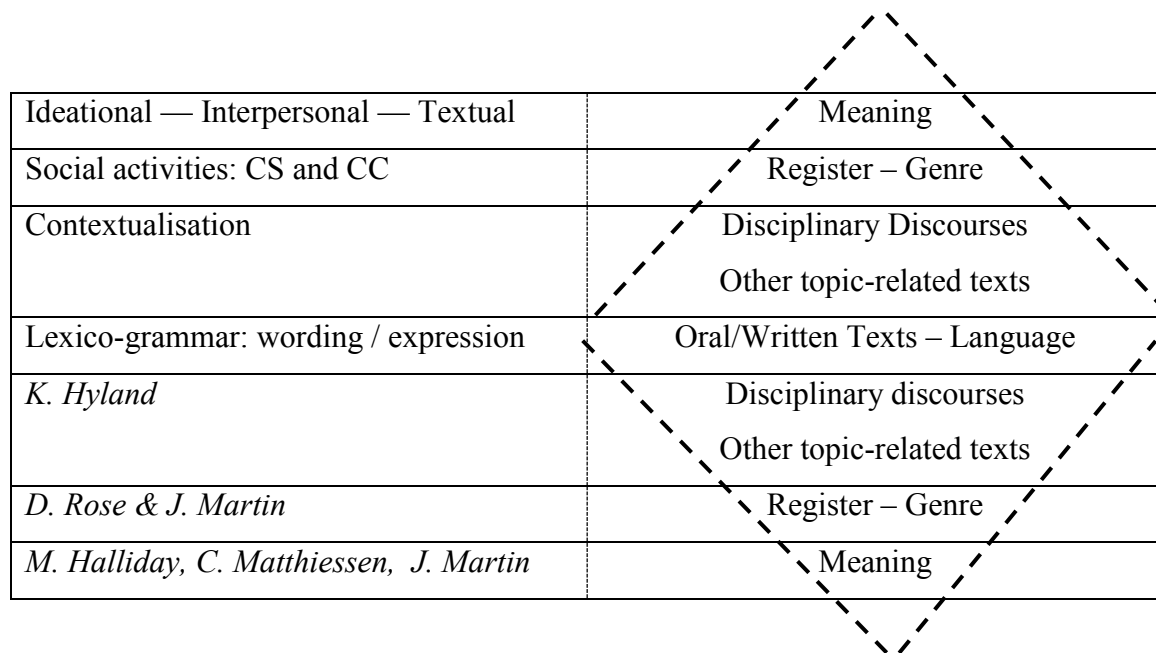 Ideational — Interpersonal — Textual
Meaning
Social activities: CS and CC
Register – Genre
Contextualisation
Disciplinary Discourses
Other topic-related texts
Lexico-grammar: wording / expression
Oral/Written Texts – Language
K. Hyland
Disciplinary discourses
Other topic-related texts
D. Rose & J. Martin
Register – Genre
M. Halliday, C. Matthiessen, J. Martin
Meaning